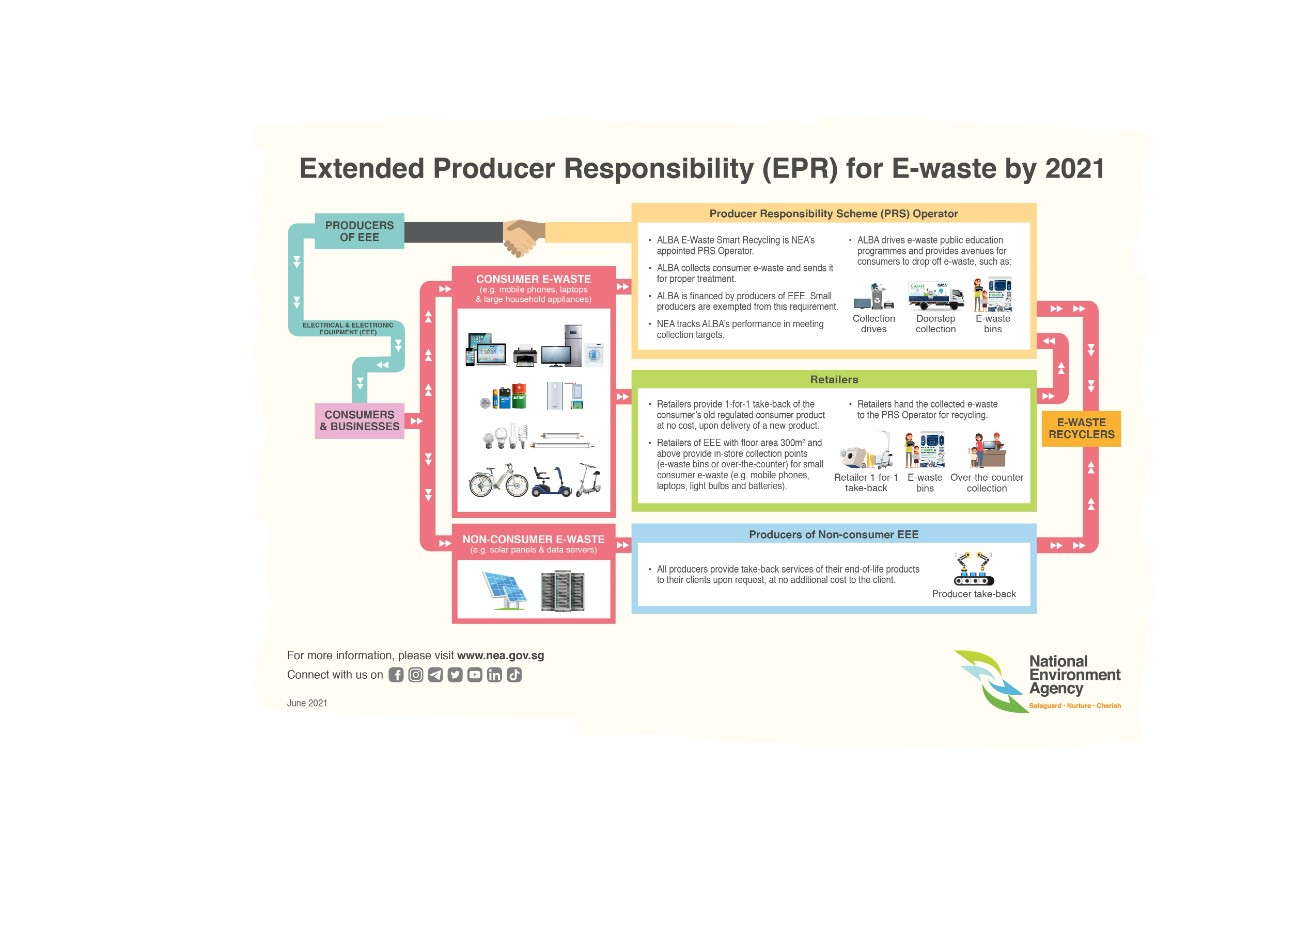 Extended Producer Responsibility (EPR) for E-waste by 2021
PRODUCERS
OF EEE
ELECTRICAL & ELECTRONIC
EQUIPMENT (EEE)
CONSUMERS
& BUSINESSES
CONSUMER E-WASTE
(e.g. mobile phones, laptops
& large household appliances)
NON-CONSUMER E-WASTE
(e.g. solar panels & data servers)
Producer Responsibility Scheme (PRS) Operator
• ALBA E-Waste Smart Recycling is NEA's
appointed PRS Operator.
• ALBA collects consumer e-waste and sends it
for proper treatment.
• ALBA is financed by producers of EEE. Small
producers are exempted from this requirement.
• NEA tracks ALBA's performance in meeting
collection targets.
• ALBA drives e-waste public education
programmes and provides avenues for
consumers to drop off e-waste, such as:
Collection
drives
Doorstep
collection
E-waste
bins
Retailers
• Retailers provide 1-for-1 take-back of the
consumer's old regulated consumer product
at no cost, upon delivery of a new product.
• Retailers of EEE with floor area 300m² and
above provide in-store collection points
(e-waste bins or over-the-counter) for small
consumer e-waste (e.g mobile phones,
laptops, light bulbs and batteries).
• Retailers hand the collected e-waste
to the PRS Operator for recycling.
Retailer 1-for-1
take-back
E-waste
bins
Over-the-counter
collection
Producers of Non-consumer EEE
• All producers provide take-back services of their end-of-life products
to their clients upon request, at no additional cost to the client.
Producer take-back
E-WASTE
RECYCLERS
For more information, please visit www.nea.gov.sg
Connect with us on
June 2021
National
Environment
Agency
Safeguard • Nurture • Cherish